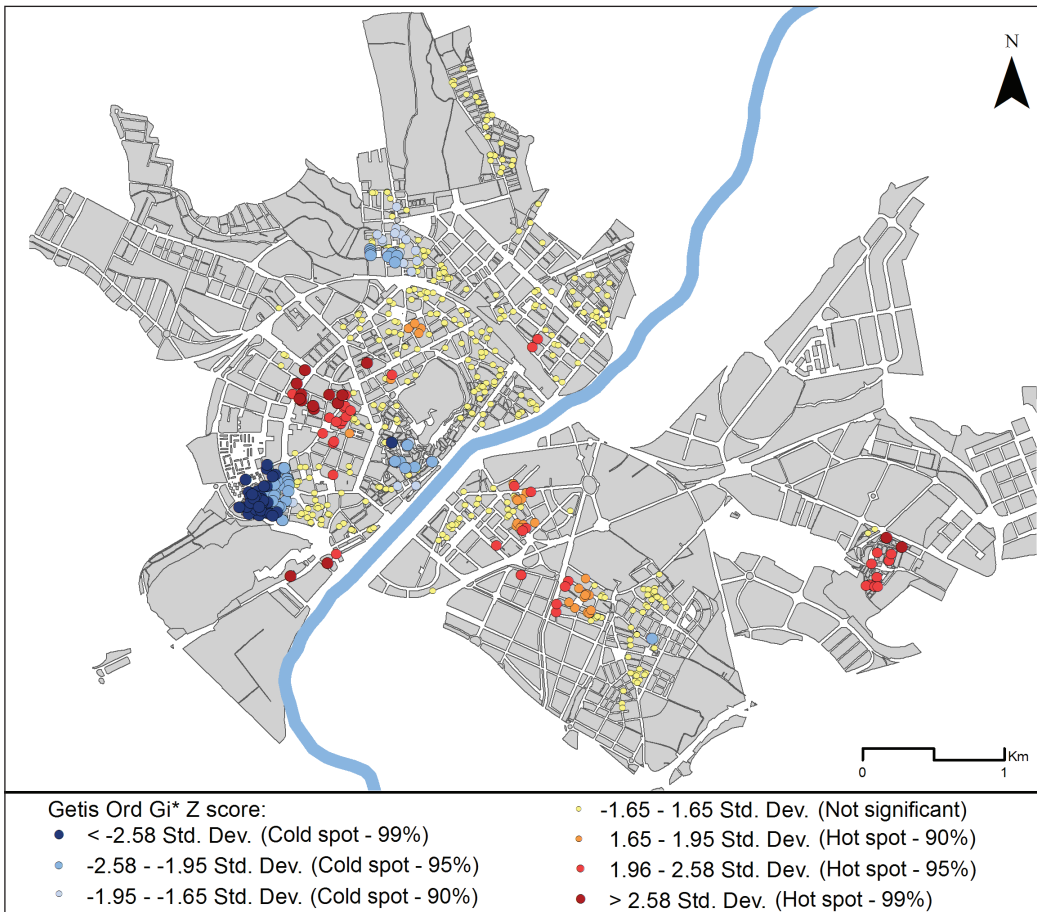 N
Km
0 1
Getis Ord Gi* Z score:
< -2.58 Std. Dev. (Cold spot - 99%)
-2.58 - -1.95 Std. Dev. (Cold spot - 95%)
-1.95 - -1.65 Std. Dev. (Cold spot - 90%)
-1.65 - 1.65 Std. Dev. (Not significant)
1.65 - 1.95 Std. Dev. (Hot spot - 90%)
1.96 - 2.58 Std. Dev. (Hot spot - 95%)
> 2.58 Std. Dev. (Hot spot - 99%)